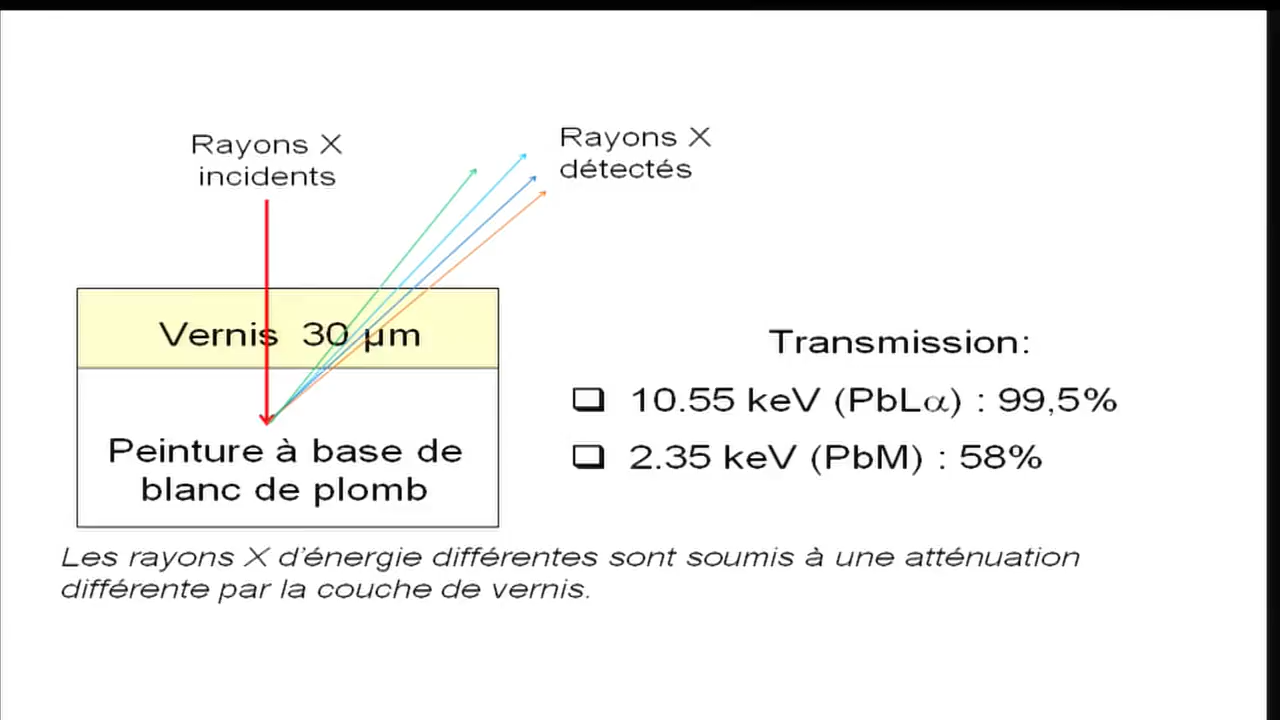 Rayons X
incidents
Rayons X
détectés
Vernis 30 µm
Peinture à base de
blanc de plomb
Transmission:
10.55 keV (PbLα) : 99,5%
2.35 keV (PbM) : 58%
Les rayons X d'énergie différentes sont soumis à une atténuation
différente par la couche de vernis.